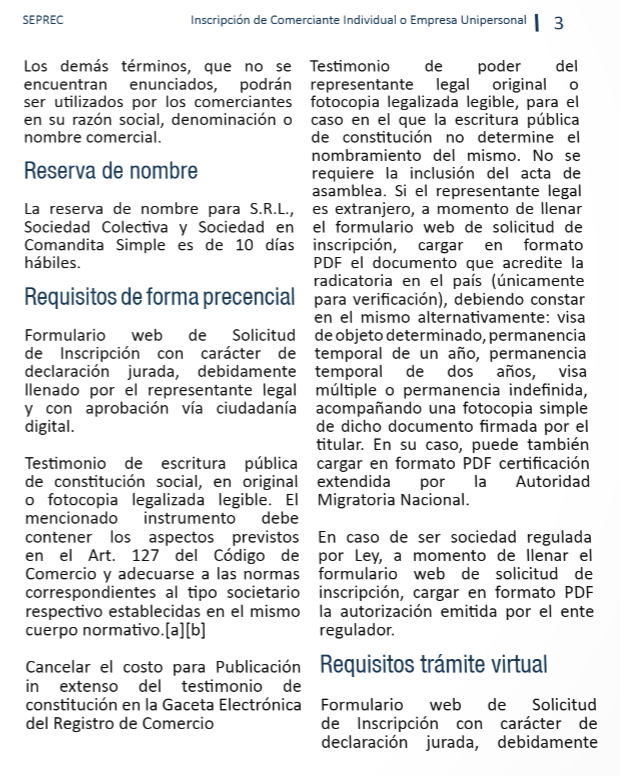 SEPREC
Inscripción de Comerciante Individual o Empresa Unipersonal
3
Los demás términos, que no se
encuentran enunciados, podrán
ser utilizados por los comerciantes
en su razón social, denominación o
nombre comercial.
Reserva de nombre
La reserva de nombre para S.R.L.,
Sociedad Colectiva y Sociedad en
Comandita Simple es de 10 días
hábiles.
Requisitos de forma precencial
Formulario web de Solicitud
de Inscripción con carácter de
declaración jurada, debidamente
llenado por el representante legal
y con aprobación vía ciudadanía
digital.
Testimonio de escritura pública
de constitución social, en original
o fotocopia legalizada legible. El
mencionado instrumento debe
contener los aspectos previstos
en el Art. 127 del Código de
Comercio y adecuarse a las normas
correspondientes al tipo societario
respectivo establecidas en el mismo
cuerpo normativo.[a][b]
Cancelar el costo para Publicación
in extenso del testimonio de
constitución en la Gaceta Electrónica
del Registro de Comercio
Testimonio de poder del
representante legal original o
fotocopia legalizada legible, para el
caso en el que la escritura pública
de constitución no determine el
nombramiento del mismo. No se
requiere la inclusión del acta de
asamblea. Si el representante legal
es extranjero, a momento de llenar
el formulario web de solicitud de
inscripción, cargar en formato
PDF el documento que acredite la
radicatoria en el país (únicamente
para verificación), debiendo constar
en el mismo alternativamente: visa
de objeto determinado, permanencia
temporal de un año, permanencia
temporal de dos años, visa
múltiple o permanencia indefinida,
acompañando una fotocopia simple
de dicho documento firmada por el
titular. En su caso, puede también
cargar en formato PDF certificación
extendida por la Autoridad
Migratoria Nacional.
En caso de ser sociedad regulada
por Ley, a momento de llenar el
formulario web de solicitud de
inscripción, cargar en formato PDF
la autorización emitida por el ente
regulador.
Requisitos trámite virtual
Formulario web de Solicitud
de Inscripción con carácter de
declaración jurada, debidamente